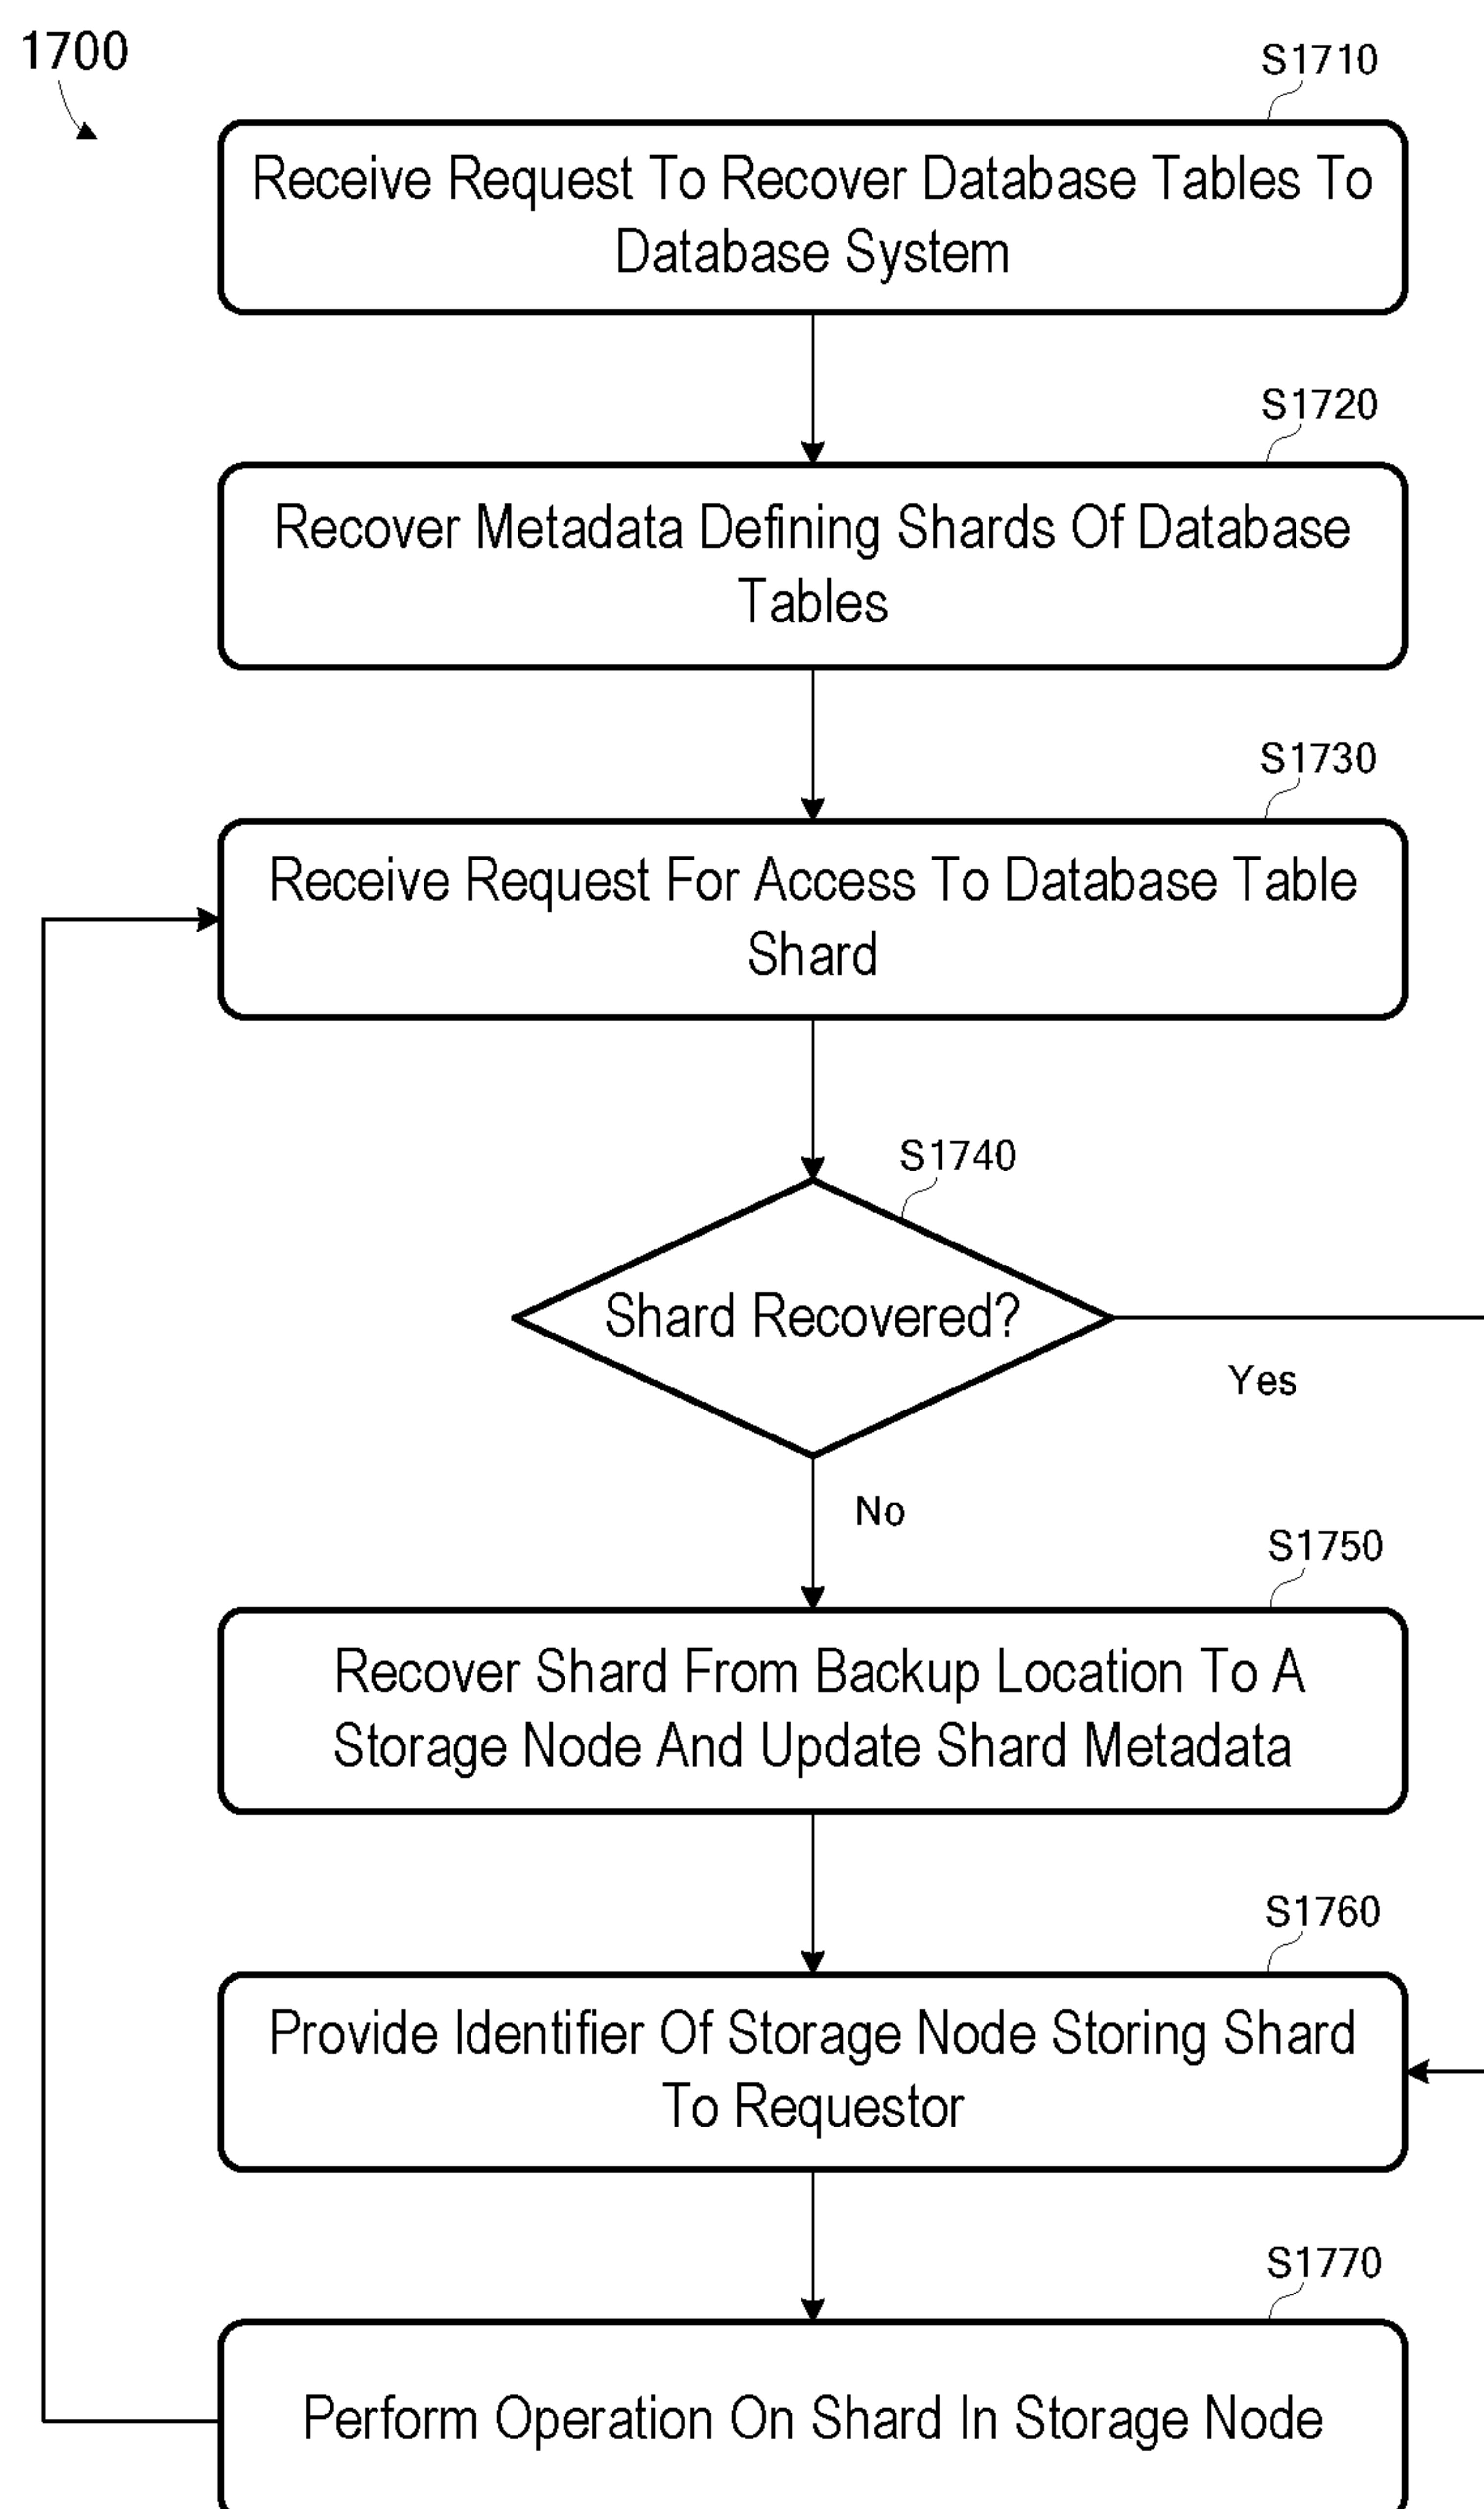 1700
S1710
Receive Request To Recover Database Tables To
Database System
S1720
Recover Metadata Defining Shards Of Database
Tables
S1730
Receive Request For Access To Database Table
Shard
S1740
Shard Recovered?
Yes
No
S1750
Recover Shard From Backup Location To A
Storage Node And Update Shard Metadata
S1760
Provide Identifier Of Storage Node Storing Shard
To Requestor
S1770
Perform Operation On Shard In Storage Node